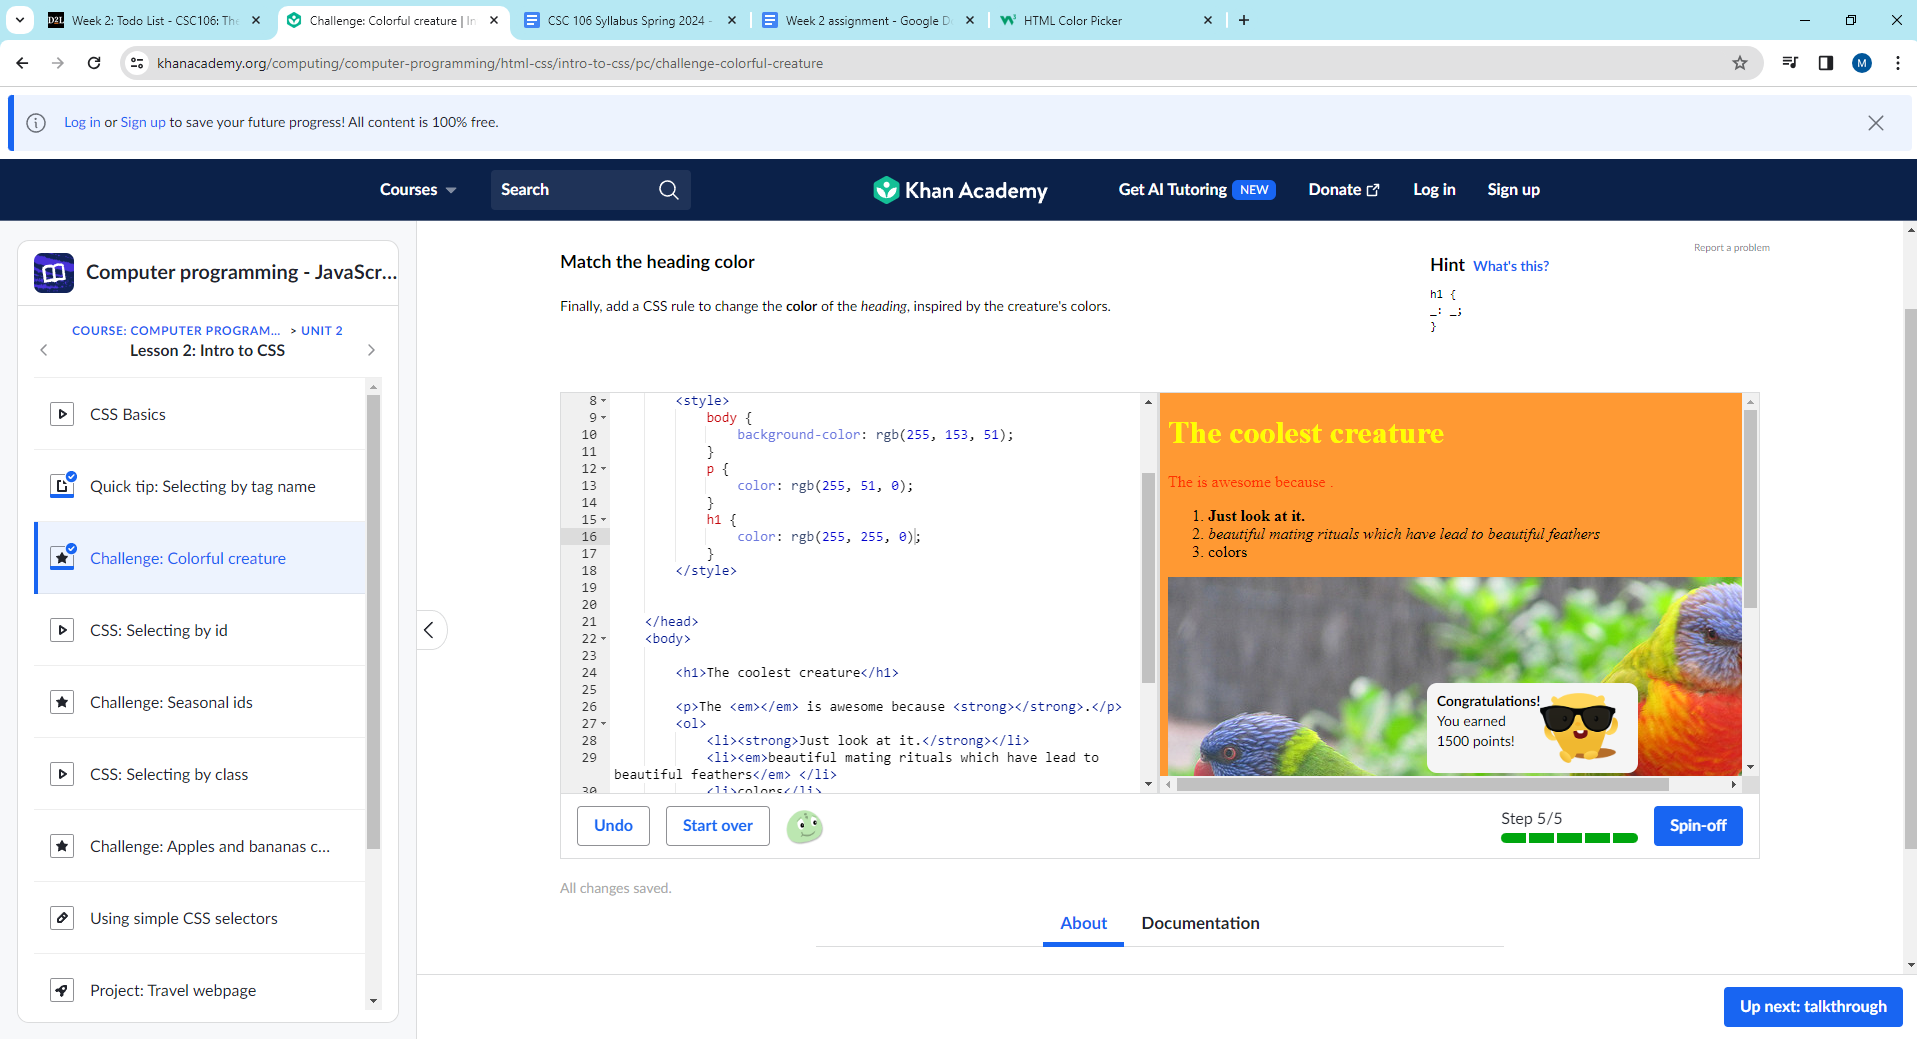 Week 2: Todo List - CSC106: The
Challenge: Colorful creature | In
CSC 106 Syllabus Spring 2024 -
Week 2 assignment - Google D
HTML Color Picker
khanacademy.org/computing/computer-programming/html-css/intro-to-css/pc/challenge-colorful-creature
M
Log in or Sign up to save your future progress! All content is 100% free.
Courses
Search
Khan Academy
Get AI Tutoring NEW
Donate
Log in
Sign up
Computer programming - JavaScr...
COURSE: COMPUTER PROGRAM... > UNIT 2
Lesson 2: Intro to CSS
CSS Basics
Quick tip: Selecting by tag name
Challenge: Colorful creature
CSS: Selecting by id
Challenge: Seasonal ids
CSS: Selecting by class
Challenge: Apples and bananas c...
Using simple CSS selectors
Project: Travel webpage
Report a problem
Match the heading color
Finally, add a CSS rule to change the color of the heading, inspired by the creature's colors.
Hint What's this?
h1 {
_: _;
}
8 <style>
9 body {
10 background-color: rgb(255, 153, 51);
11 }
12 p {
13 color: rgb(255, 51, 0);
14 }
15 h1 {
16 color: rgb(255, 255, 0);
17 }
18 </style>
19
20
21 </head>
22 <body>
23
24 <h1>The coolest creature</h1>
25
26 <p>The <em></em> is awesome because <strong></strong>.</p>
27 <ol>
28 <li><strong>Just look at it.</strong></li>
29 <li><em>beautiful mating rituals which have lead to
beautiful feathers</em> </li>
30 <li>colors</li>
The coolest creature
The is awesome because .
1. Just look at it.
2. beautiful mating rituals which have lead to beautiful feathers
3. colors
Congratulations!
You earned
1500 points!
Undo
Start over
Step 5/5
Spin-off
All changes saved.
About
Documentation
Up next: talkthrough